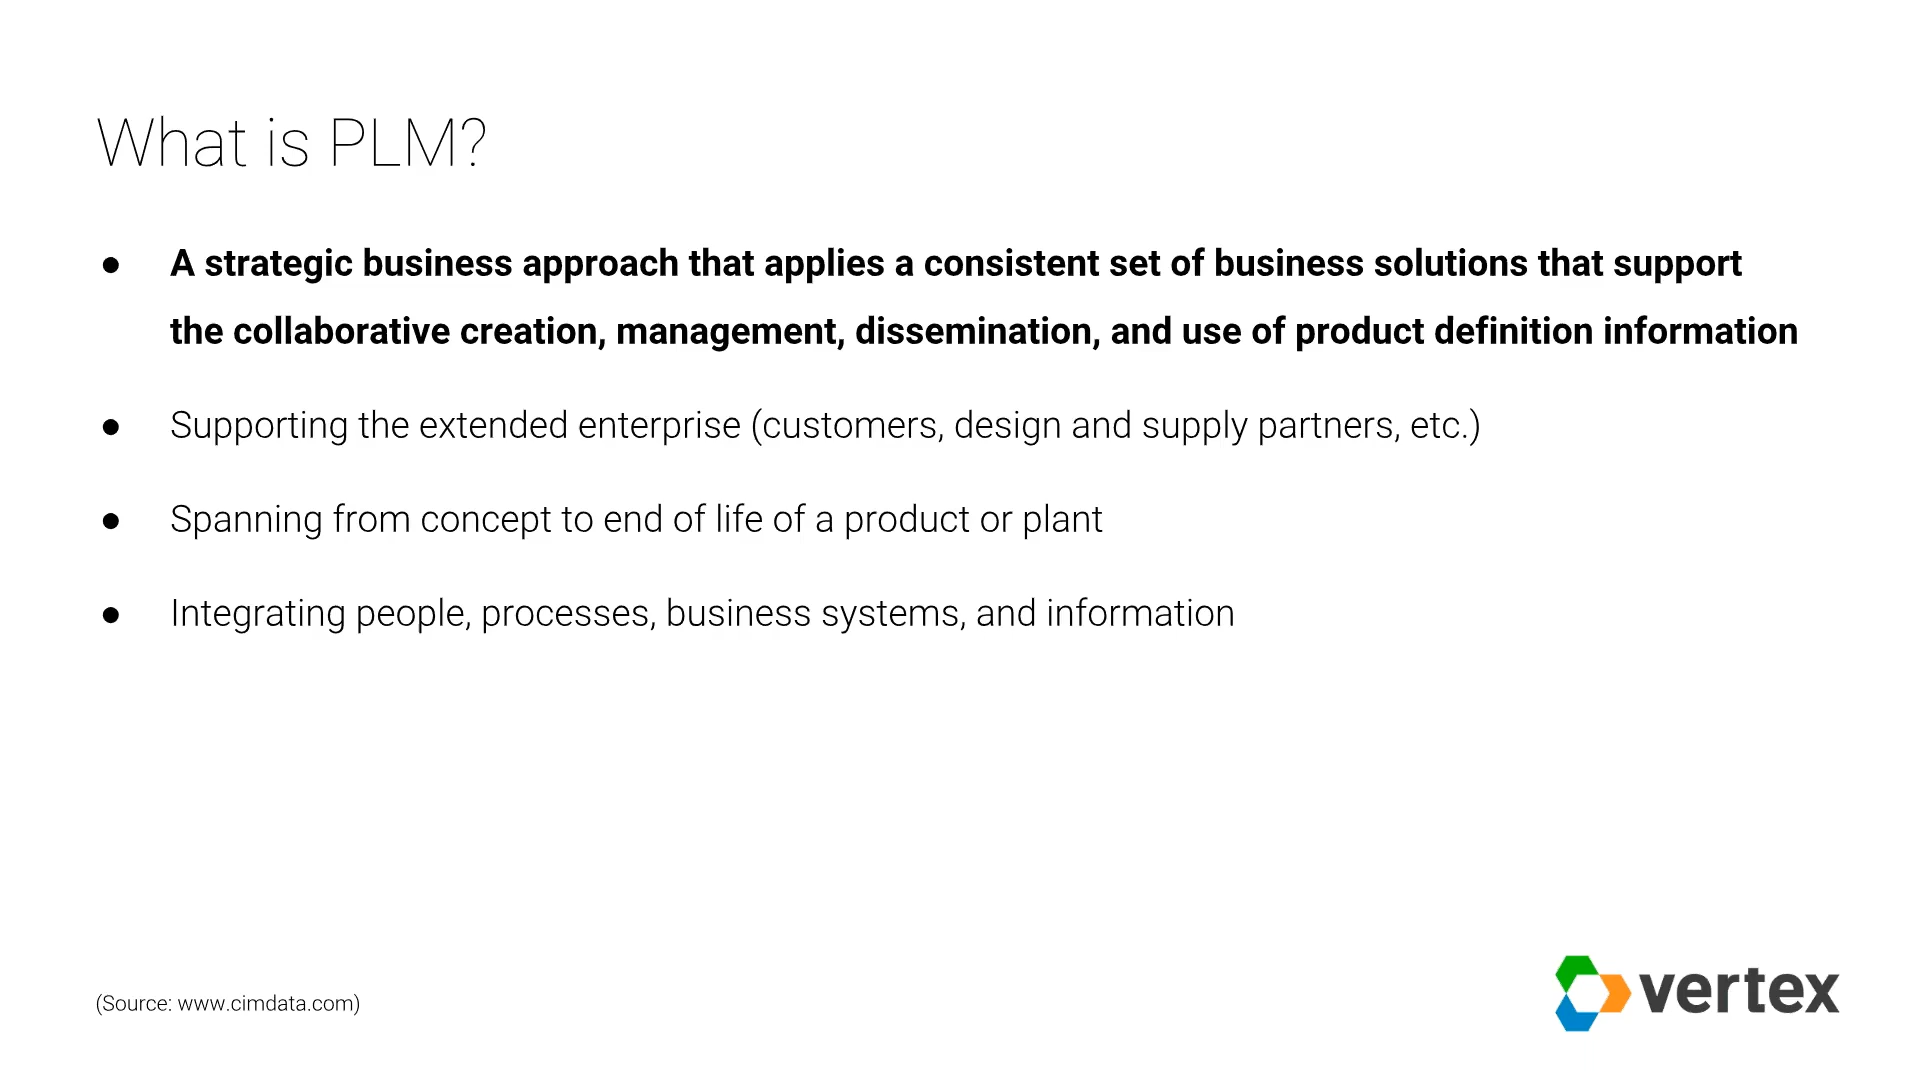 What is PLM?
● A strategic business approach that applies a consistent set of business solutions that support
the collaborative creation, management, dissemination, and use of product definition information
● Supporting the extended enterprise (customers, design and supply partners, etc.)
● Spanning from concept to end of life of a product or plant
● Integrating people, processes, business systems, and information
(Source: www.cimdata.com)
vertex